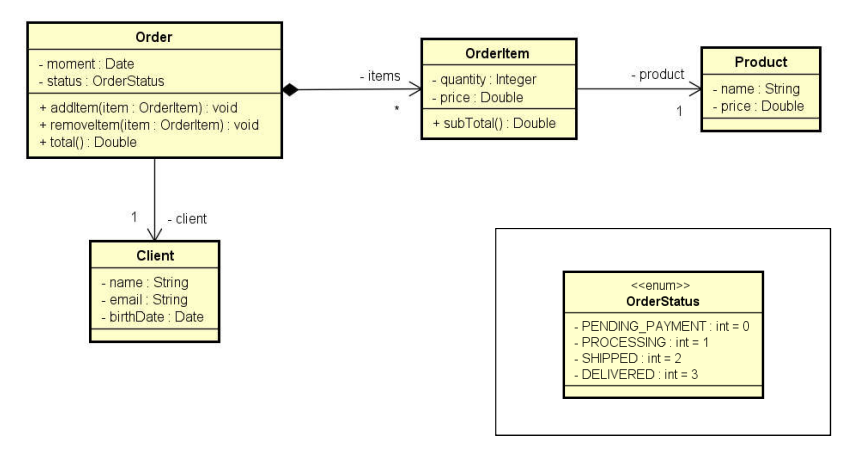 Order
- moment : Date
- status : OrderStatus
+ addItem(item : OrderItem) : void
+ removeItem(item : OrderItem) : void
+ total() : Double
- items
*
OrderItem
- quantity : Integer
- price : Double
+ subTotal() : Double
- product
1
Product
- name : String
- price : Double
1
- client
Client
- name : String
- email : String
- birthDate : Date
<<enum>>
OrderStatus
- PENDING_PAYMENT : int = 0
- PROCESSING : int = 1
- SHIPPED : int = 2
- DELIVERED : int = 3